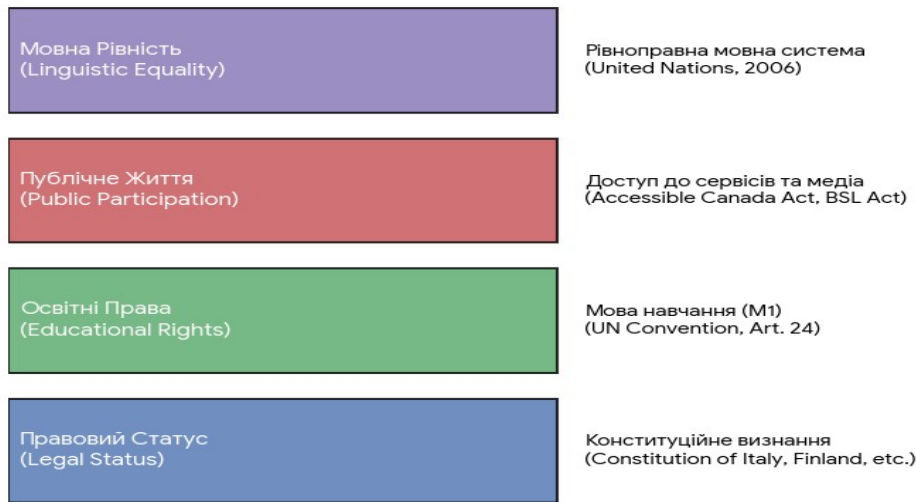 Мовна Рівність
(Linguistic Equality)
Рівноправна мовна система
(United Nations, 2006)
Публічне Життя
(Public Participation)
Доступ до сервісів та медіа
(Accessible Canada Act, BSL Act)
Освітні Права
(Educational Rights)
Мова навчання (М1)
(UN Convention, Art. 24)
Правовий Статус
(Legal Status)
Конституційне визнання
(Constitution of Italy, Finland, etc.)